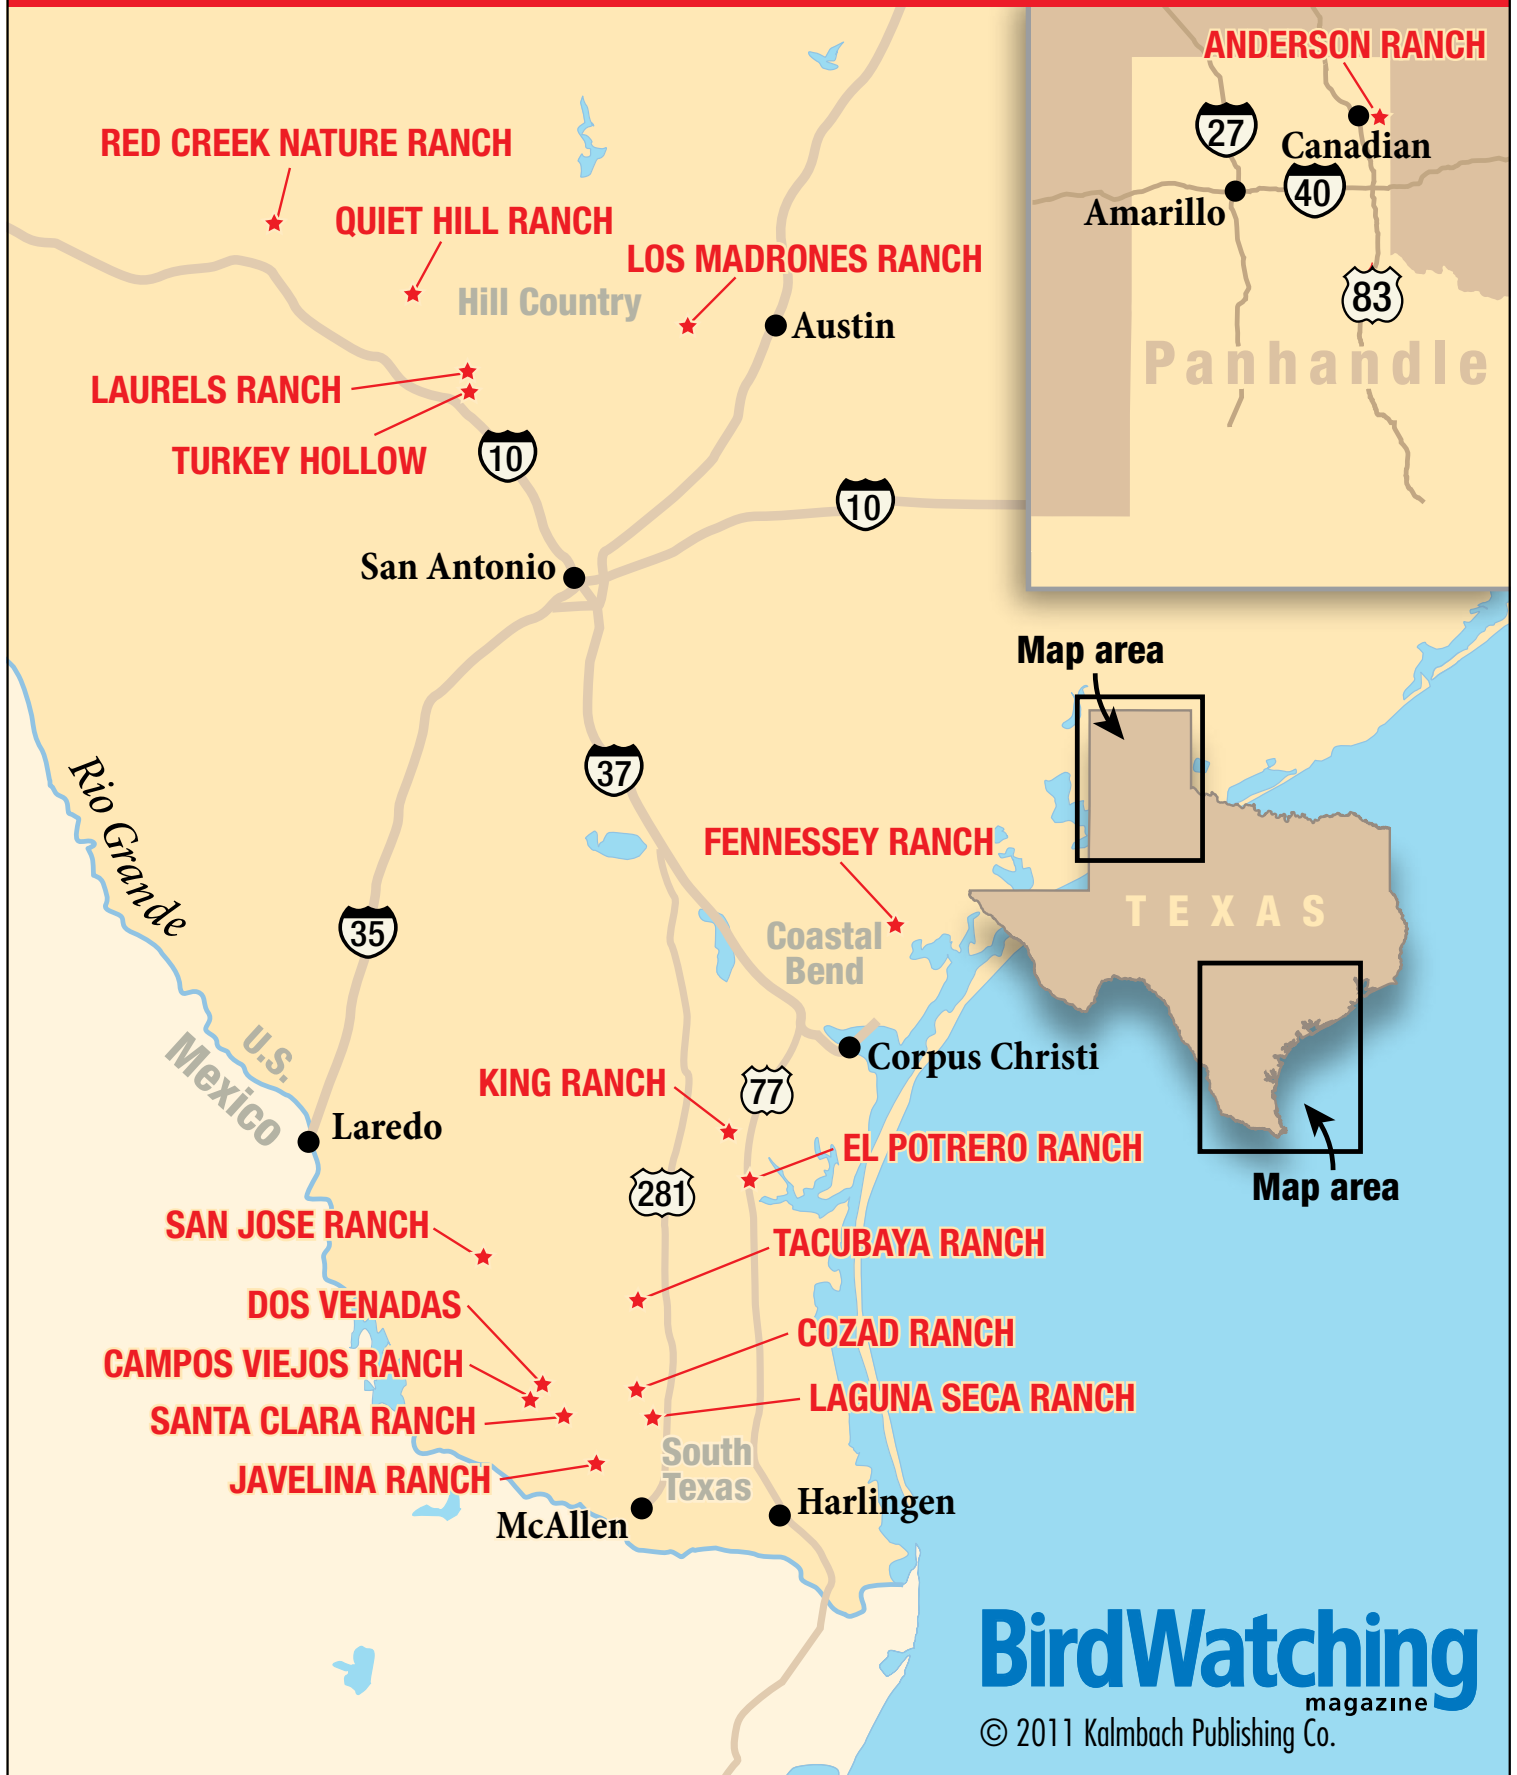 ANDERSON RANCH
27
Canadian
40
Amarillo
83
Panhandle
RED CREEK NATURE RANCH
QUIET HILL RANCH
LOS MADRONES RANCH
Hill Country
Austin
LAURELS RANCH
TURKEY HOLLOW
10
10
San Antonio
Map area
37
Rio Grande
FENNESSEY RANCH
TEXAS
35
Coastal
Bend
U.S.
Mexico
Corpus Christi
KING RANCH
77
Laredo
EL POTRERO RANCH
281
Map area
SAN JOSE RANCH
TACUBAYA RANCH
DOS VENADAS
COZAD RANCH
CAMPOS VIEJOS RANCH
LAGUNA SECA RANCH
SANTA CLARA RANCH
South
Texas
JAVELINA RANCH
Harlingen
McAllen
BirdWatching
magazine
© 2011 Kalmbach Publishing Co.